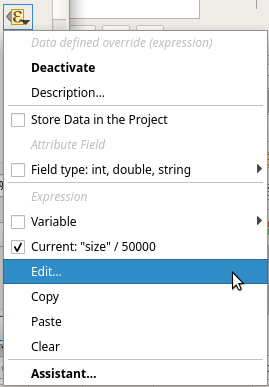 Data defined override (expression)
Deactivate
Description...
Store Data in the Project
Attribute Field
Field type: int, double, string
Expression
Variable
Current: "size" / 50000
Edit...
Copy
Paste
Clear
Assistant...